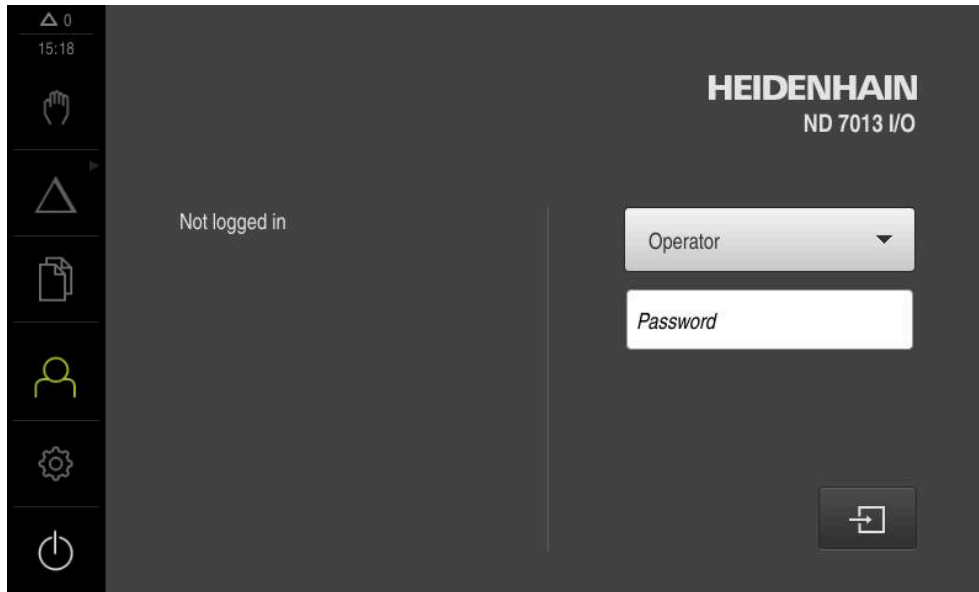 0
15:18
HEIDENHAIN
ND 7013 I/O
Not logged in
Operator
Password